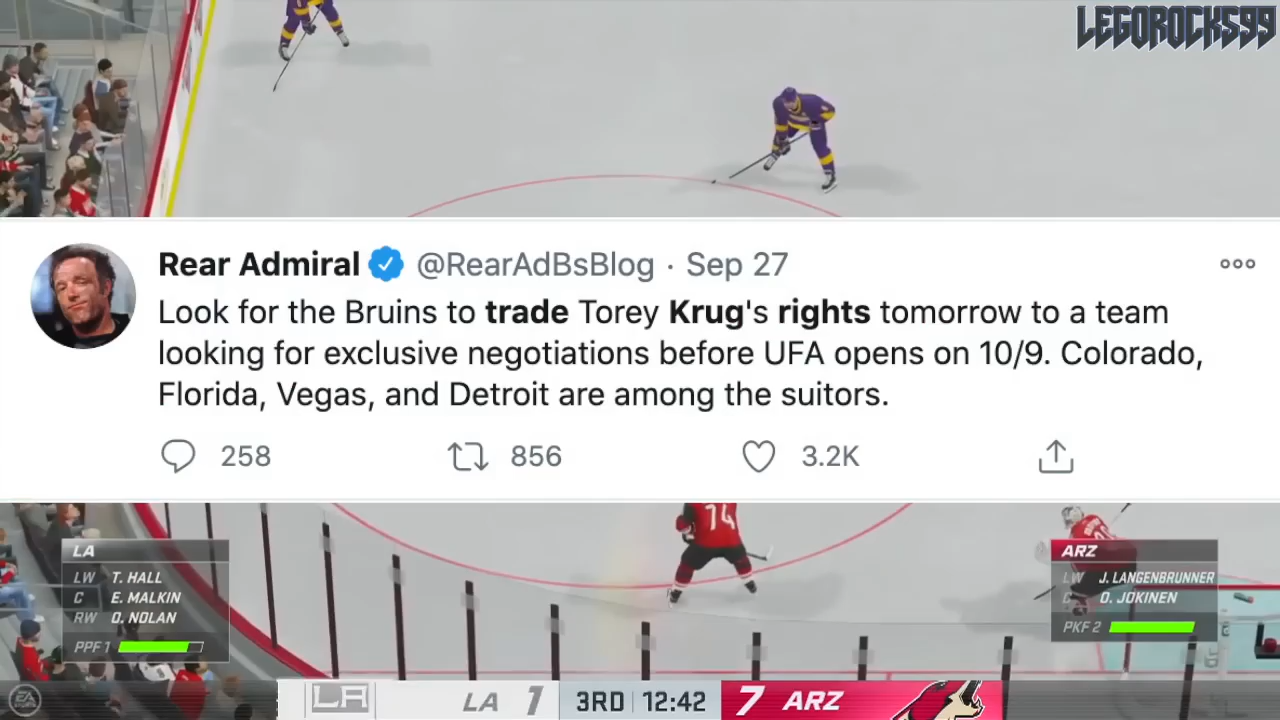 LEGOROCKS99
Rear Admiral @RearAdBsBlog · Sep 27
Look for the Bruins to trade Torey Krug's rights tomorrow to a team
looking for exclusive negotiations before UFA opens on 10/9. Colorado,
Florida, Vegas, and Detroit are among the suitors.
258 856 3.2K
74
LA
LW T. HALL
C E. MALKIN
RW O. NOLAN
PPF 1
ARZ
LW J. LANGENBRUNNER
C O. JOKINEN
PKF 2
LA LA 1 3RD 12:42 7 ARZ